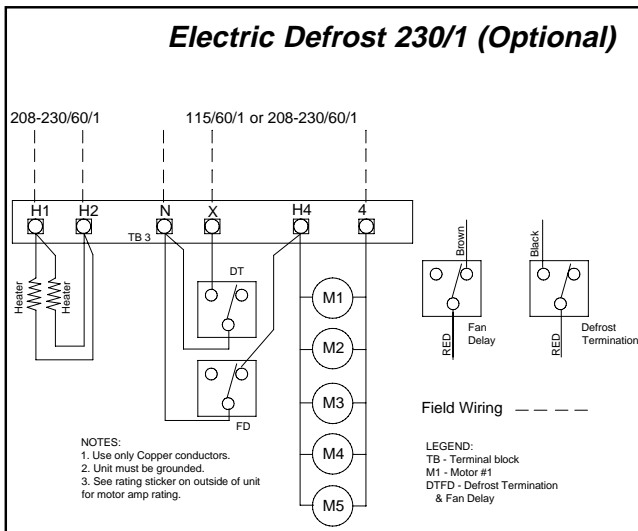 Electric Defrost 230/1 (Optional)
208-230/60/1
115/60/1 or 208-230/60/1
H1
H2
N
X
H4
4
TB 3
Heater
Heater
DT
FD
M1
M2
M3
M4
M5
Brown
RED
Fan
Delay
Black
RED
Defrost
Termination
Field Wiring
NOTES:
1. Use only Copper conductors.
2. Unit must be grounded.
3. See rating sticker on outside of unit
for motor amp rating.
LEGEND:
TB - Terminal block
M1 - Motor #1
DTFD - Defrost Termination
& Fan Delay